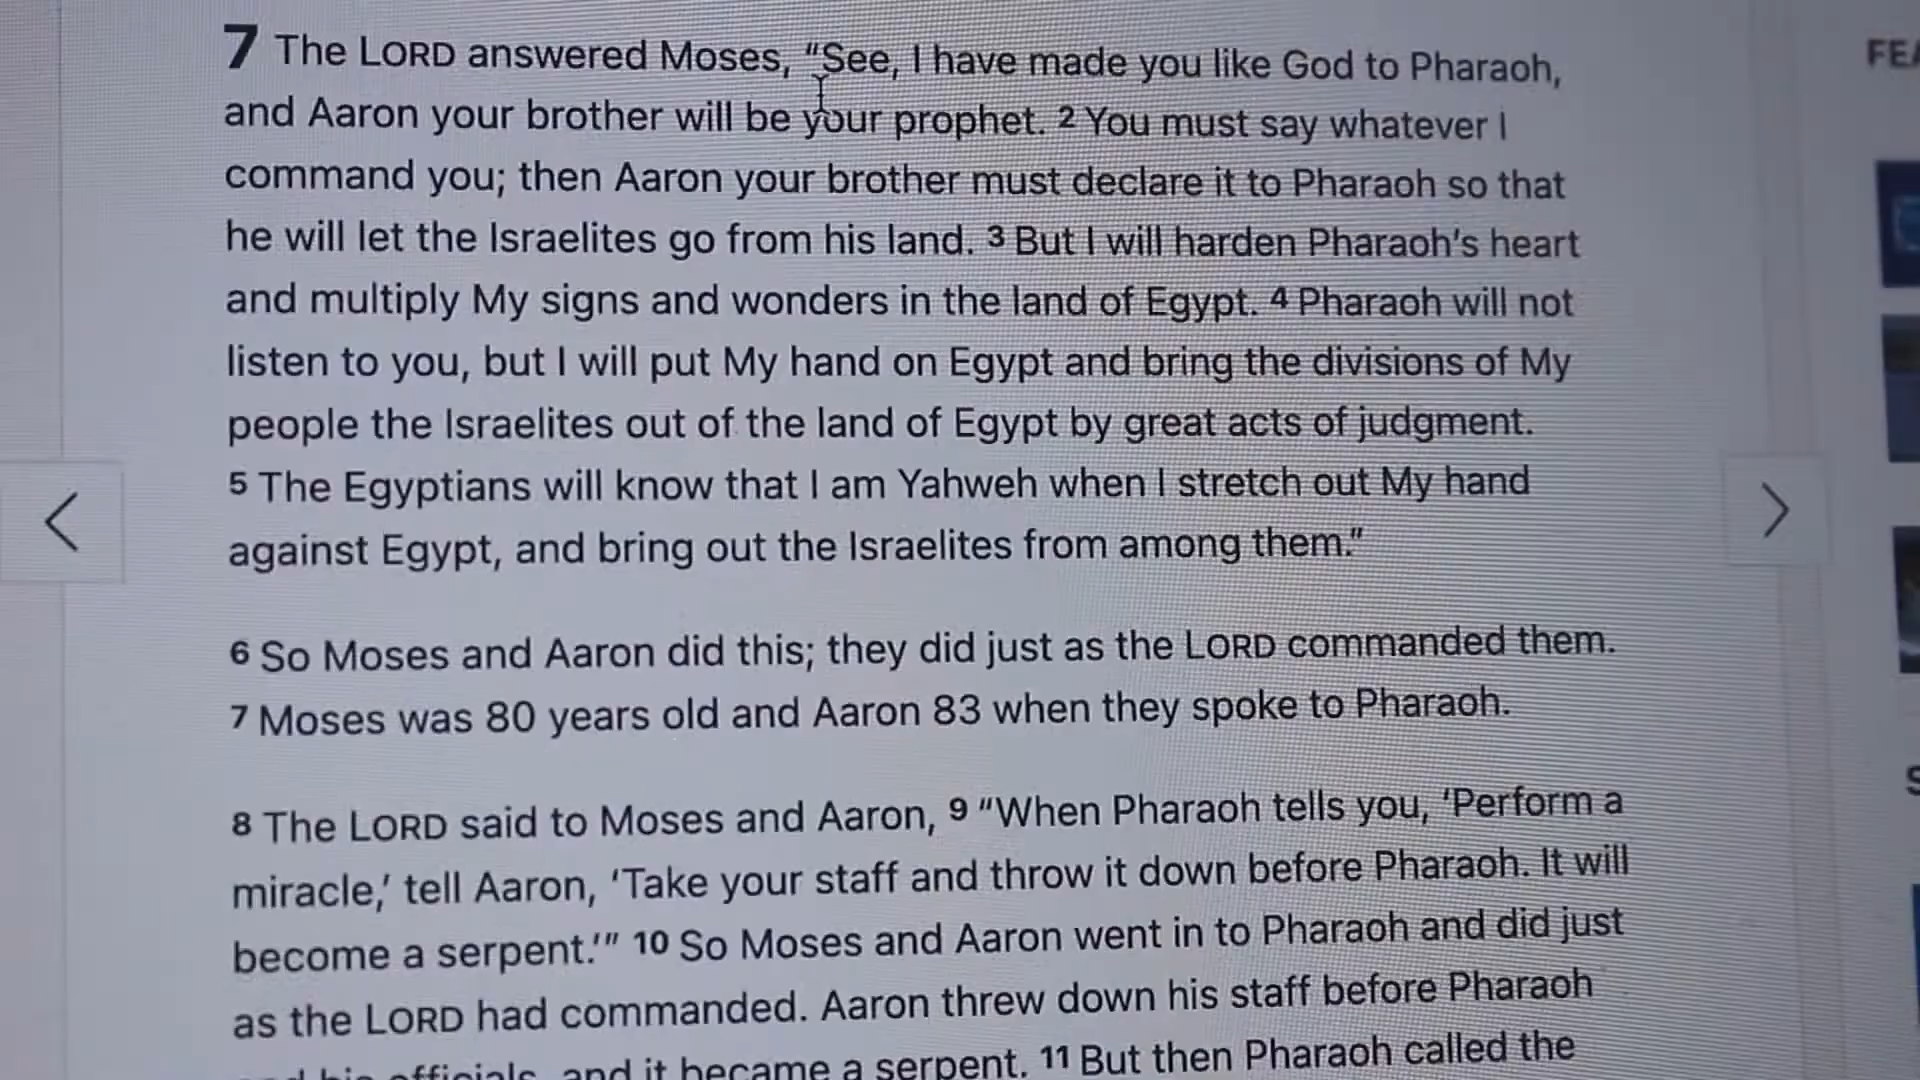 7 The LORD answered Moses, “See, I have made you like God to Pharaoh,
and Aaron your brother will be your prophet. 2 You must say whatever I
command you; then Aaron your brother must declare it to Pharaoh so that
he will let the Israelites go from his land. 3 But I will harden Pharaoh's heart
and multiply My signs and wonders in the land of Egypt. 4 Pharaoh will not
listen to you, but I will put My hand on Egypt and bring the divisions of My
people the Israelites out of the land of Egypt by great acts of judgment.
5 The Egyptians will know that I am Yahweh when I stretch out My hand
against Egypt, and bring out the Israelites from among them.”
6 So Moses and Aaron did this; they did just as the LORD commanded them.
7 Moses was 80 years old and Aaron 83 when they spoke to Pharaoh.
8 The LORD said to Moses and Aaron, 9 “When Pharaoh tells you, ‘Perform a
miracle,’ tell Aaron, ‘Take your staff and throw it down before Pharaoh. It will
become a serpent.’” 10 So Moses and Aaron went in to Pharaoh and did just
as the LORD had commanded. Aaron threw down his staff before Pharaoh
and his officials, and it became a serpent. 11 But then Pharaoh called the